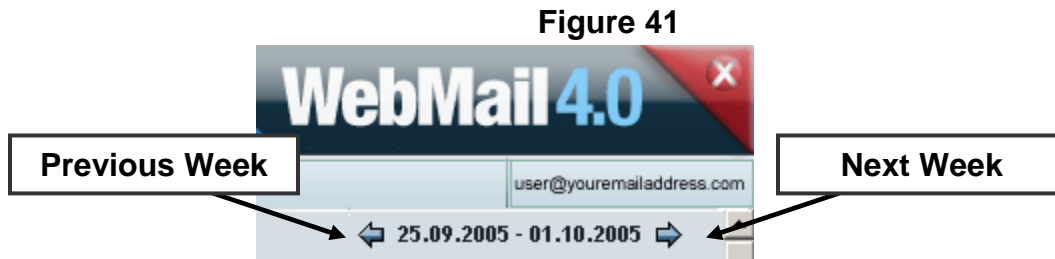 Figure 41
WebMail 4.0
Previous Week
Next Week
user@youremailaddress.com
25.09.2005 - 01.10.2005